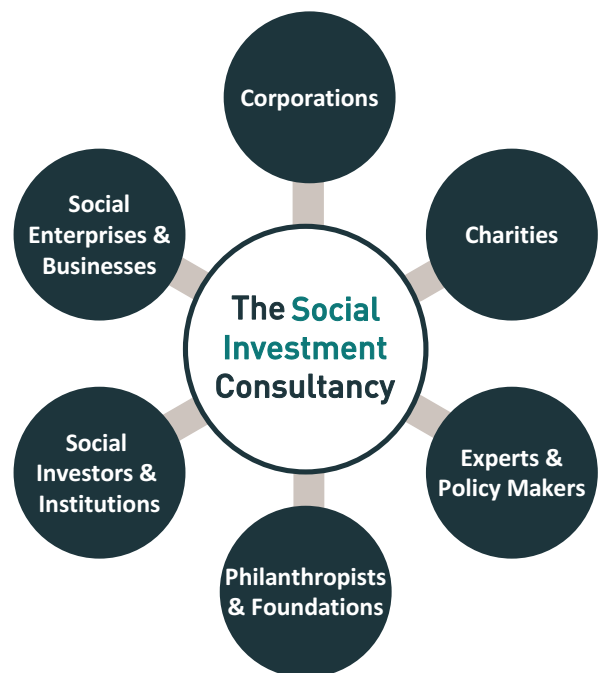 Corporations
Social
Enterprises &
Businesses
Charities
The Social
Investment
Consultancy
Social
Investors &
Institutions
Experts &
Policy Makers
Philanthropists
& Foundations